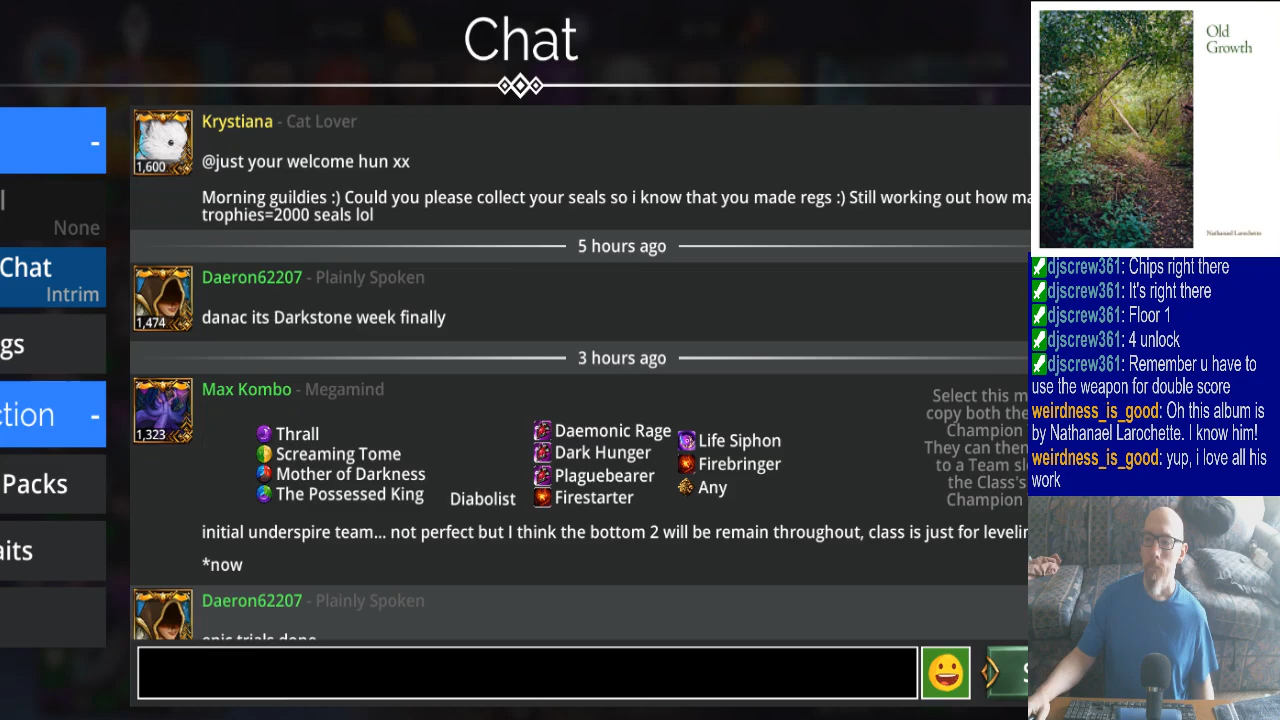 Chat
-
l
None
Chat
Intrim
gs
ction -
Packs
aits
Krystiana - Cat Lover
1,600
@just your welcome hun xx
Morning guildies :) Could you please collect your seals so i know that you made regs :) Still working out how ma
trophies=2000 seals lol
5 hours ago
Daeron62207 - Plainly Spoken
1,474
danac its Darkstone week finally
3 hours ago
Max Kombo - Megamind
1,323
Thrall
Screaming Tome
Mother of Darkness
The Possessed King
Diabolist
Daemonic Rage
Dark Hunger
Plaguebearer
Firestarter
Life Siphon
Firebringer
Any
Select this m
copy both the
Champion
They can then
to a Team sl
the Class's
Champion
initial underspire team... not perfect but I think the bottom 2 will be remain throughout, class is just for levelin
*now
Daeron62207 - Plainly Spoken
epic trials done
S
Old
Growth
Nathanael Larochette
djscrew361: Chips right there
djscrew361: It's right there
djscrew361: Floor 1
djscrew361: 4 unlock
djscrew361: Remember u have to
use the weapon for double score
weirdness_is_good: Oh this album is
by Nathanael Larochette. I know him!
weirdness_is_good: yup, i love all his
work